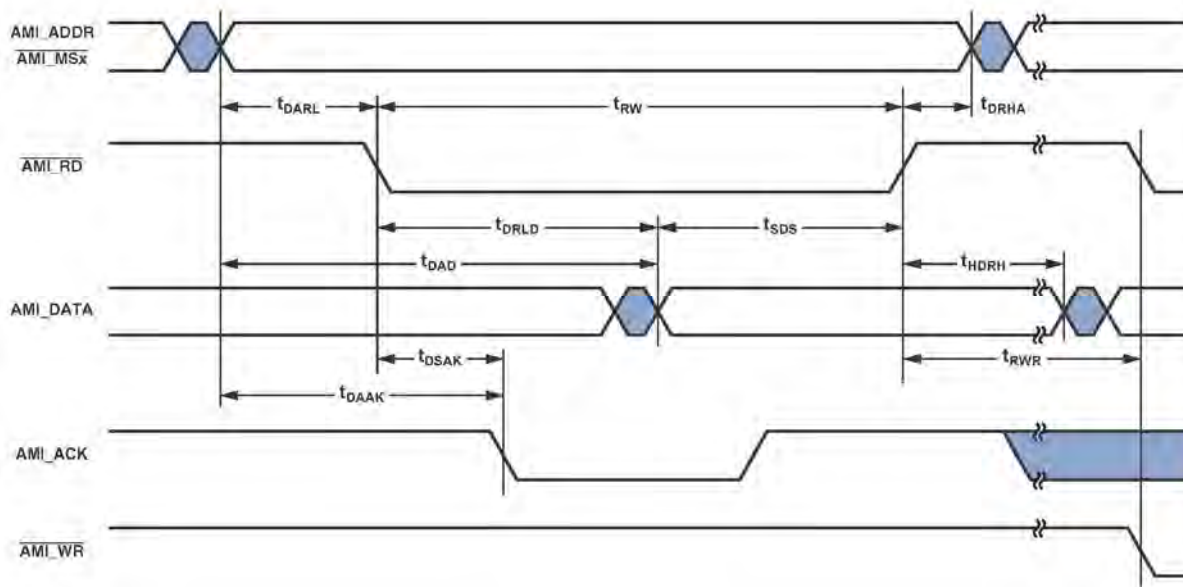 AMI_ADDR
AMI_MSx
tDARL
tRW
tDRHA
AMI_RD
tDRLD
tSDS
tDAD
tHDRH
AMI_DATA
tDSAK
tRWR
tDAAK
AMI_ACK
AMI_WR